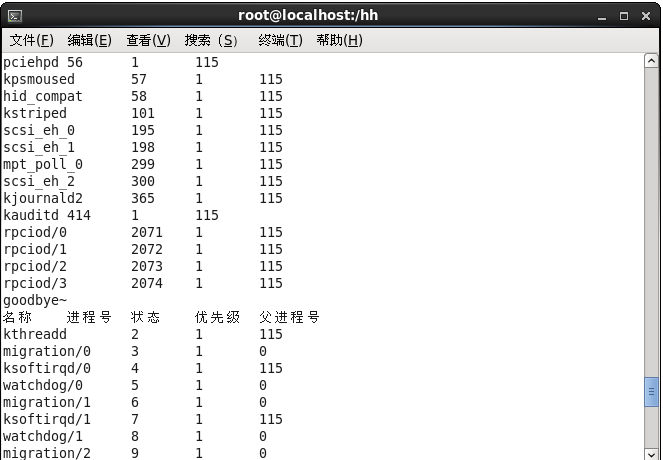 root@localhost:/hh
文件(F) 编辑(E) 查看(V) 搜索 (S) 终端(T) 帮助(H)
pciehpd 56 1 115
kpsmoused 57 1 115
hid_compat 58 1 115
kstriped 101 1 115
scsi_eh_0 195 1 115
scsi_eh_1 198 1 115
mpt_poll_0 299 1 115
scsi_eh_2 300 1 115
kjournald2 365 1 115
kauditd 414 1 115
rpciod/0 2071 1 115
rpciod/1 2072 1 115
rpciod/2 2073 1 115
rpciod/3 2074 1 115
goodbye~
名称 进程号 状态 优先级 父进程号
kthreadd 2 1 115
migration/0 3 1 0
ksoftirqd/0 4 1 115
watchdog/0 5 1 0
migration/1 6 1 0
ksoftirqd/1 7 1 115
watchdog/1 8 1 0
migration/2 9 1 0